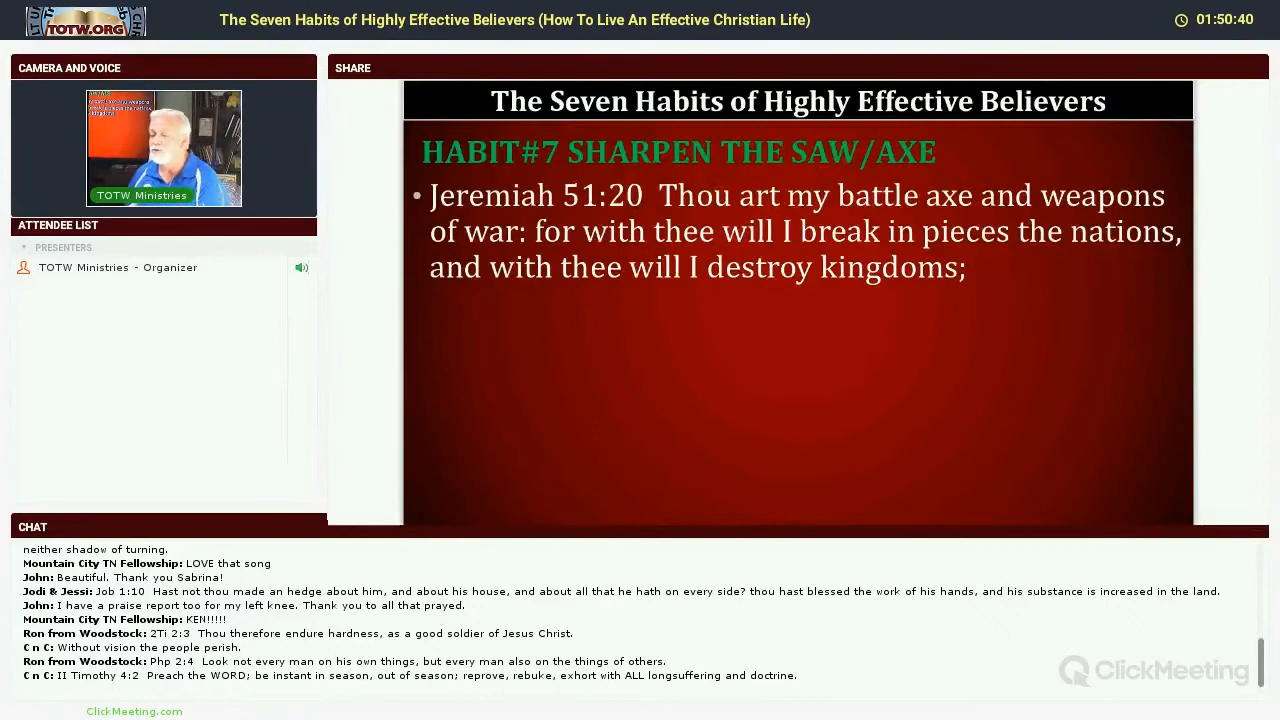 TOTW.ORG
The Seven Habits of Highly Effective Believers (How To Live An Effective Christian Life)
01:50:40
CAMERA AND VOICE
TOTW Ministries
ATTENDEE LIST
PRESENTERS
TOTW Ministries - Organizer
SHARE
The Seven Habits of Highly Effective Believers
HABIT#7 SHARPEN THE SAW/AXE
• Jeremiah 51:20 Thou art my battle axe and weapons
of war: for with thee will I break in pieces the nations,
and with thee will I destroy kingdoms;
CHAT
neither shadow of turning.
Mountain City TN Fellowship: LOVE that song
John: Beautiful. Thank you Sabrina!
Jodi & Jessi: Job 1:10 Hast not thou made an hedge about him, and about his house, and about all that he hath on every side? thou hast blessed the work of his hands, and his substance is increased in the land.
John: I have a praise report too for my left knee. Thank you to all that prayed.
Mountain City TN Fellowship: KEN!!!!!
Ron from Woodstock: 2Ti 2:3 Thou therefore endure hardness, as a good soldier of Jesus Christ.
C n C: Without vision the people perish.
Ron from Woodstock: Php 2:4 Look not every man on his own things, but every man also on the things of others.
C n C: II Timothy 4:2 Preach the WORD; be instant in season, out of season; reprove, rebuke, exhort with ALL longsuffering and doctrine.
ClickMeeting
ClickMeeting.com